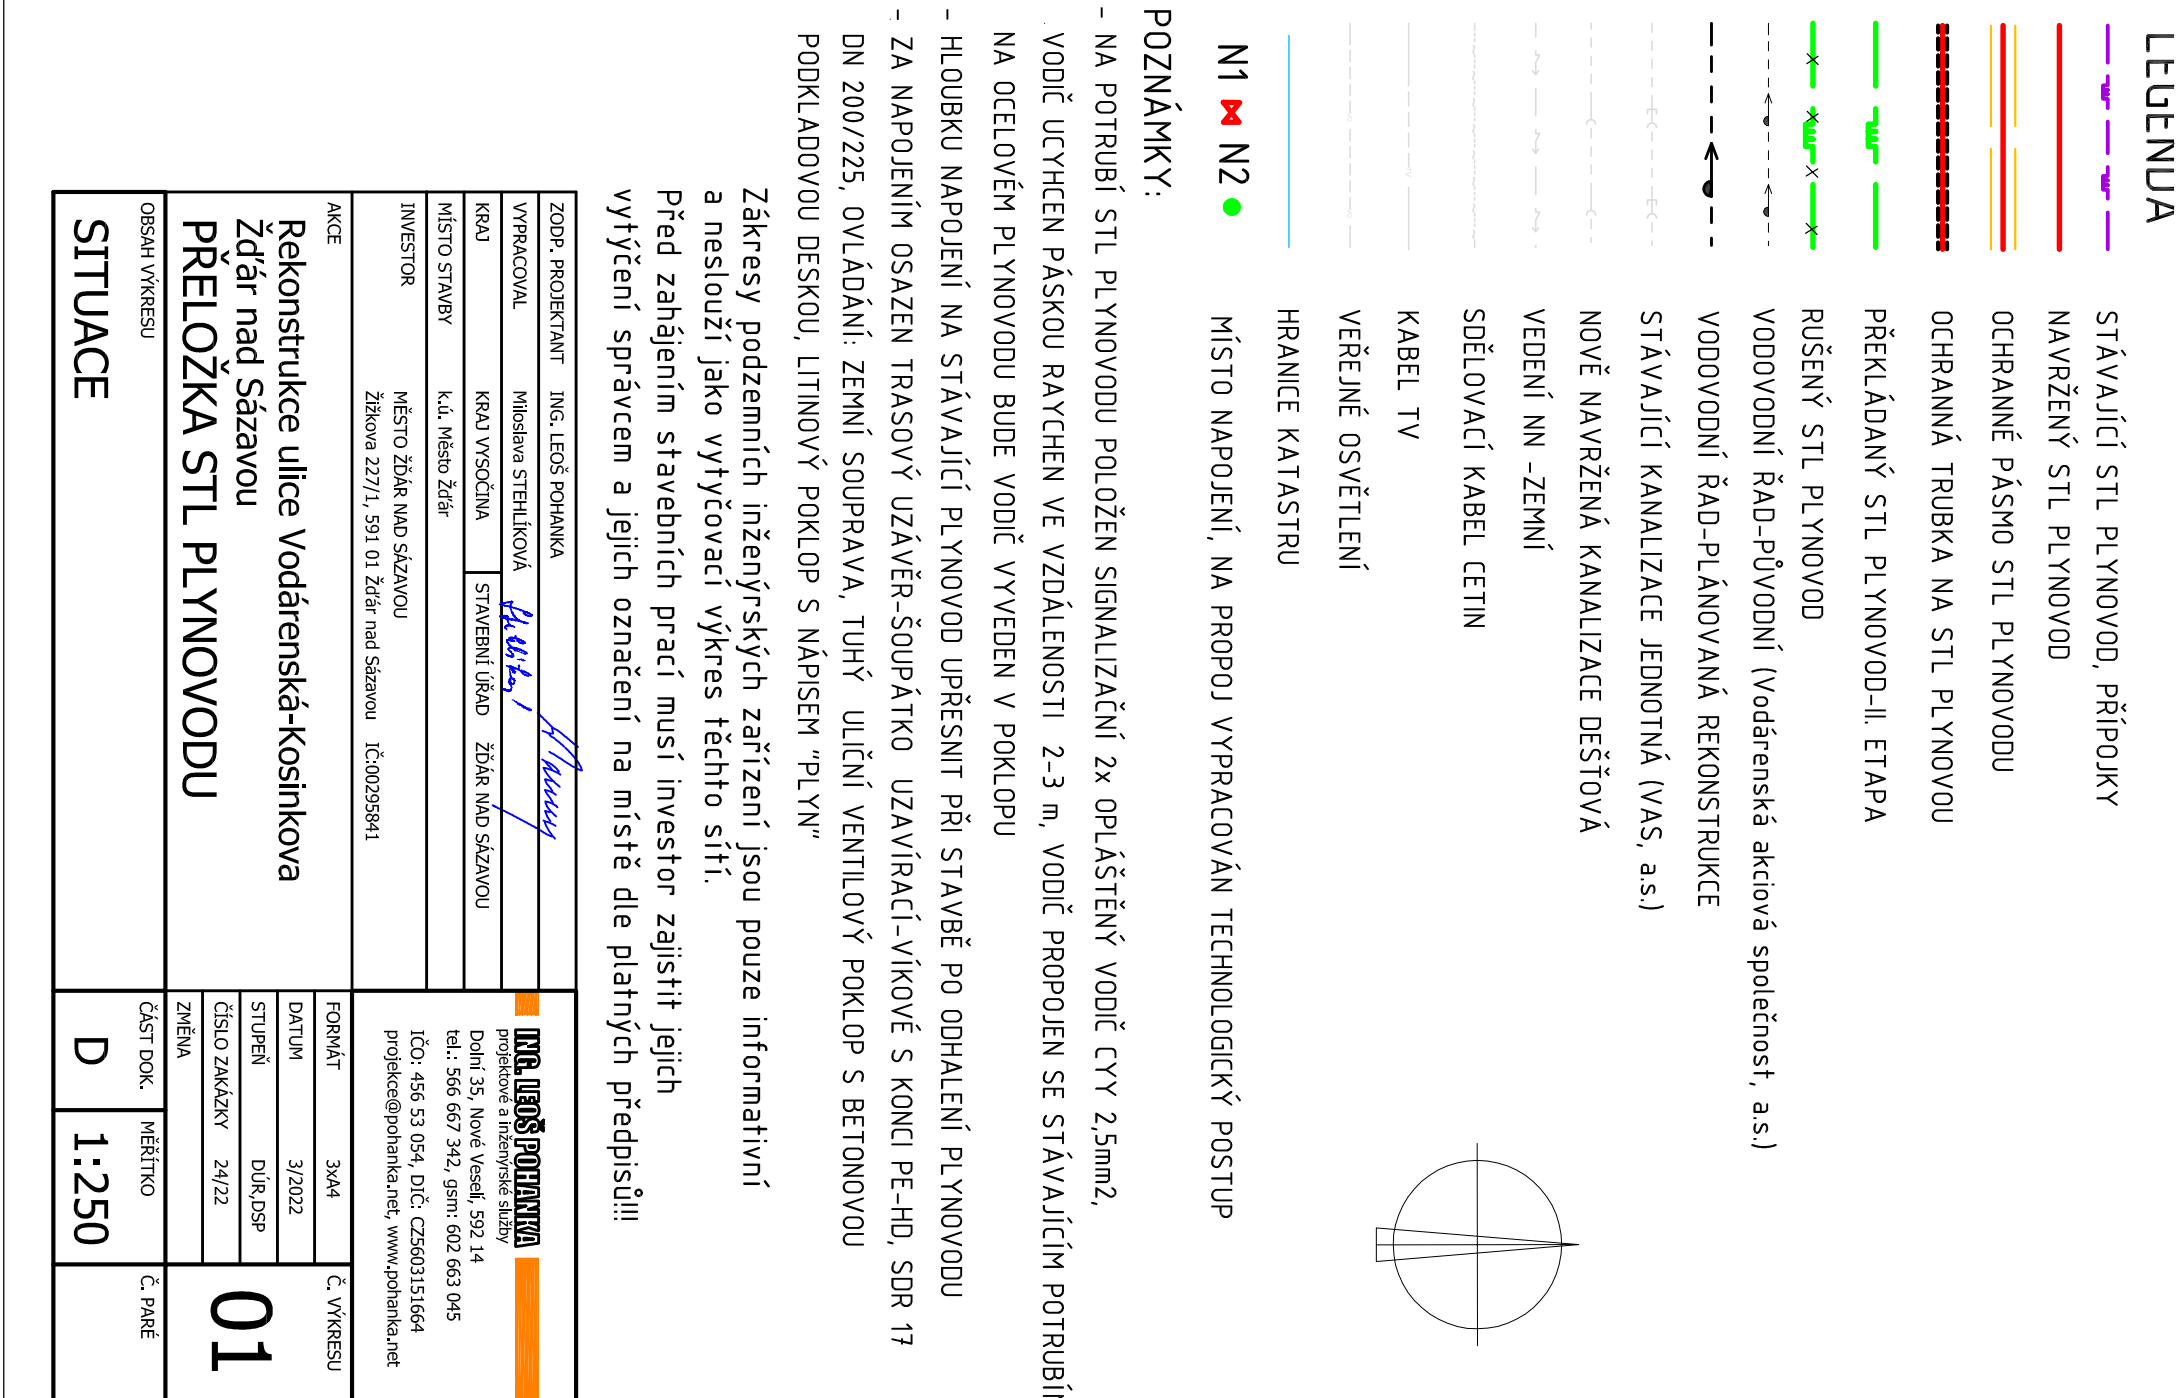 LEGENDA
STÁVAJÍCÍ STL PLYNOVOD, PŘÍPOJKY
NAVRŽENÝ STL PLYNOVOD
OCHRANNÉ PÁSMO STL PLYNOVODU
OCHRANNÁ TRUBKA NA STL PLYNOVOU
PŘEKLÁDANÝ STL PLYNOVOD-II. ETAPA
RUŠENÝ STL PLYNOVOD
VODOVODNÍ ŘAD-PŮVODNÍ (Vodárenská akciová společnost, a.s.)
VODOVODNÍ ŘAD-PLÁNOVANÁ REKONSTRUKCE
STÁVAJÍCÍ KANALIZACE JEDNOTNÁ (VAS, a.s.)
NOVĚ NAVRŽENÁ KANALIZACE DEŠŤOVÁ
VEDENÍ NN -ZEMNÍ
SDĚLOVACÍ KABEL CETIN
KABEL TV
VEŘEJNÉ OSVĚTLENÍ
HRANICE KATASTRU
N1 N2 MÍSTO NAPOJENÍ, NA PROPOJ VYPRACOVÁN TECHNOLOGICKÝ POSTUP
POZNÁMKY:
- NA POTRUBÍ STL PLYNOVODU POLOŽEN SIGNALIZAČNÍ 2x OPLÁŠTĚNÝ VODIČ CYY 2,5mm2,
VODIČ UCYHCEN PÁSKOU RAYCHEN VE VZDÁLENOSTI 2-3 m, VODIČ PROPOJEN SE STÁVAJÍCÍM POTRUBÍM
NA OCELOVÉM PLYNOVODU BUDE VODIČ VYVEDEN V POKLOPU
- HLOUBKU NAPOJENÍ NA STÁVAJÍCÍ PLYNOVOD UPŘESNIT PŘI STAVBĚ PO ODHALENÍ PLYNOVODU
- ZA NAPOJENÍM OSAZEN TRASOVÝ UZÁVĚR-ŠOUPÁTKO UZAVÍRACÍ-VÍKOVÉ S KONCI PE-HD, SDR 17
DN 200/225, OVLÁDÁNÍ: ZEMNÍ SOUPRAVA, TUHÝ ULIČNÍ VENTILOVÝ POKLOP S BETONOVOU
PODKLADOVOU DESKOU, LITINOVÝ POKLOP S NÁPISEM "PLYN"
Zákresy podzemních inženýrských zařízení jsou pouze informativní
a neslouží jako vytyčovací výkres těchto sítí.
Před zahájením stavebních prací musí investor zajistit jejich
vytýčení správcem a jejich označení na místě dle platných předpisů!!!
ZODP. PROJEKTANT ING. LEOŠ POHANKA
VYPRACOVAL Miloslava STEHLÍKOVÁ
KRAJ KRAJ VYSOČINA STAVEBNÍ ÚŘAD ŽĎÁR NAD SÁZAVOU
MÍSTO STAVBY k.ú. Město Žďár
INVESTOR MĚSTO ŽĎÁR NAD SÁZAVOU
Žižkova 227/1, 591 01 Žďár nad Sázavou IČ:00295841
ING. LEOŠ POHANKA
projektové a inženýrské služby
Dolní 35, Nové Veselí, 592 14
tel.: 566 667 342, gsm: 602 663 045
IČO: 456 53 054, DIČ: CZ5603151664
projekce@pohanka.net, www.pohanka.net
AKCE
Rekonstrukce ulice Vodárenská-Kosinkova
Žďár nad Sázavou
PŘELOŽKA STL PLYNOVODU
FORMÁT 3xA4
DATUM 3/2022
STUPEŇ DÚR,DSP
ČÍSLO ZAKÁZKY 24/22
ZMĚNA
Č. VÝKRESU
01
OBSAH VÝKRESU
SITUACE
ČÁST DOK.
D
MĚŘÍTKO
1:250
Č. PARÉ